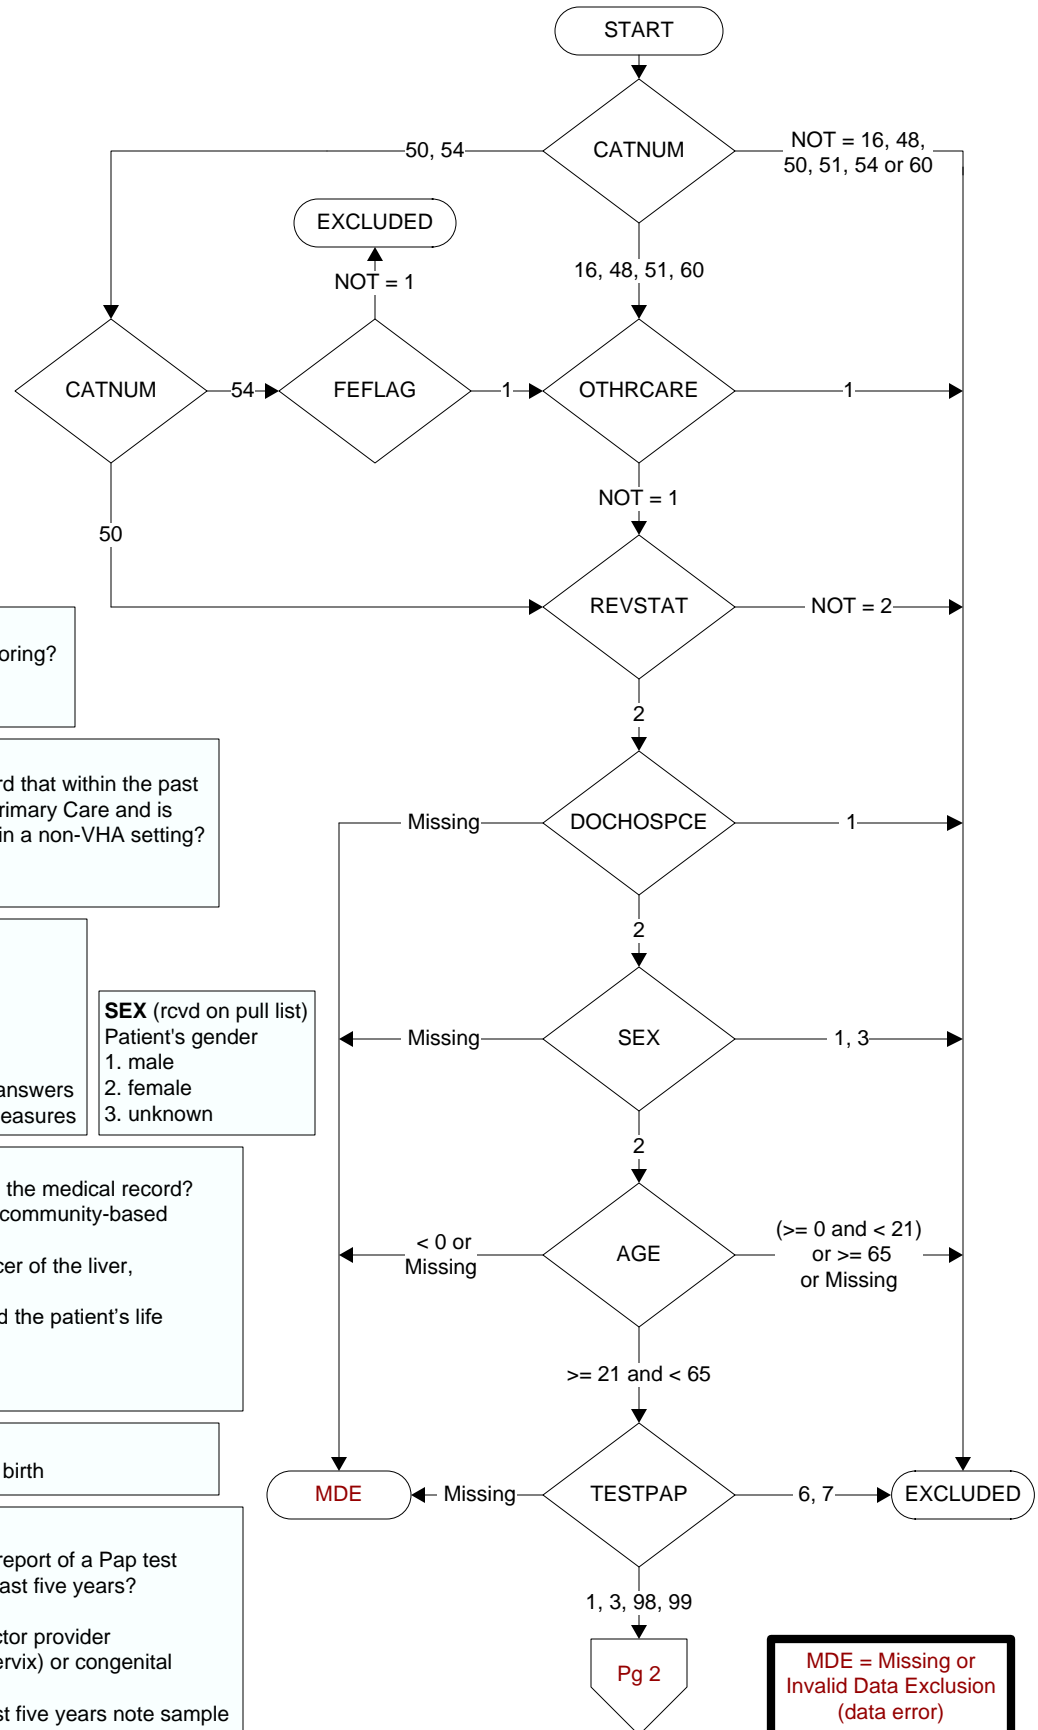 START
CATNUM
50, 54
NOT = 16, 48,
50, 51, 54 or 60
EXCLUDED
NOT = 1
16, 48, 51, 60
CATNUM
54
FEFLAG
1
OTHRCARE
1
NOT = 1
50
REVSTAT
NOT = 2
oring?
2
rd that within the past
rimary Care and is
in a non-VHA setting?
Missing
DOCHOSPCE
1
2
answers
easures
SEX (rcvd on pull list)
Patient's gender
1. male
2. female
3. unknown
Missing
SEX
1, 3
2
the medical record?
community-based
cer of the liver,
d the patient's life
< 0 or
Missing
AGE
(>= 0 and < 21)
or >= 65
or Missing
>= 21 and < 65
birth
MDE
Missing
TESTPAP
6, 7
EXCLUDED
report of a Pap test
ast five years?
ctor provider
ervix) or congenital
st five years note sample
1, 3, 98, 99
Pg 2
MDE = Missing or
Invalid Data Exclusion
(data error)